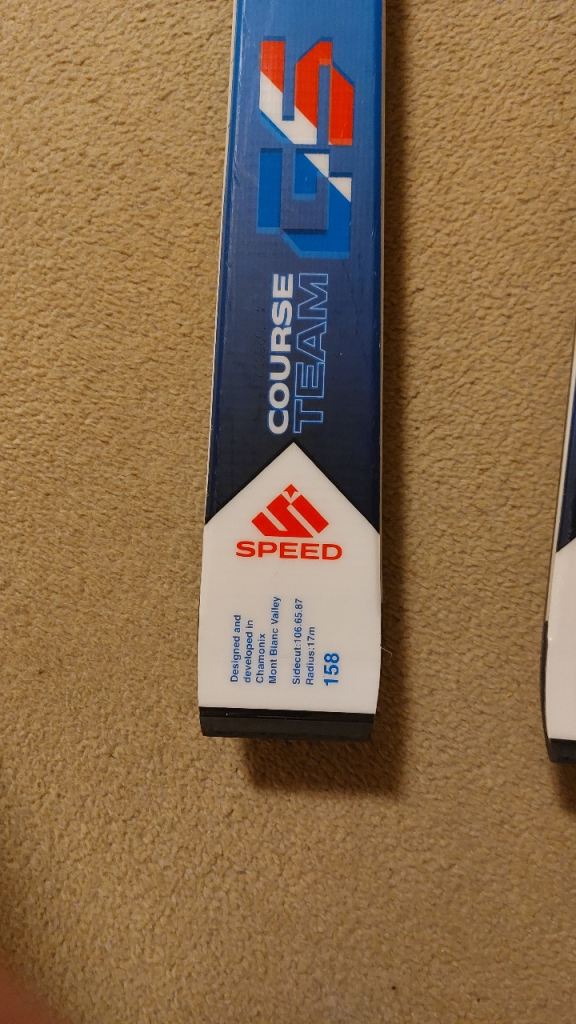 GS
COURSE
TEAM
SPEED
Designed and
developed in
Chamonix
Mont Blanc Valley
Sidecut:106.65.87
Radius:17m
158